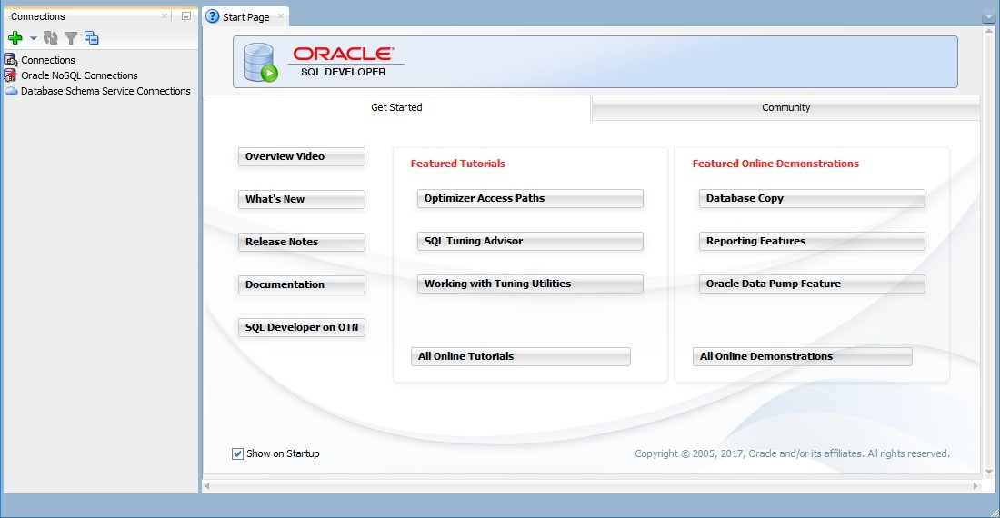 Connections
Start Page
Connections
Oracle NoSQL Connections
Database Schema Service Connections
ORACLE
SQL DEVELOPER
Get Started
Community
Overview Video
What's New
Release Notes
Documentation
SQL Developer on OTN
Featured Tutorials
Optimizer Access Paths
SQL Tuning Advisor
Working with Tuning Utilities
All Online Tutorials
Featured Online Demonstrations
Database Copy
Reporting Features
Oracle Data Pump Feature
All Online Demonstrations
Show on Startup
Copyright © 2005, 2017, Oracle and/or its affiliates. All rights reserved.